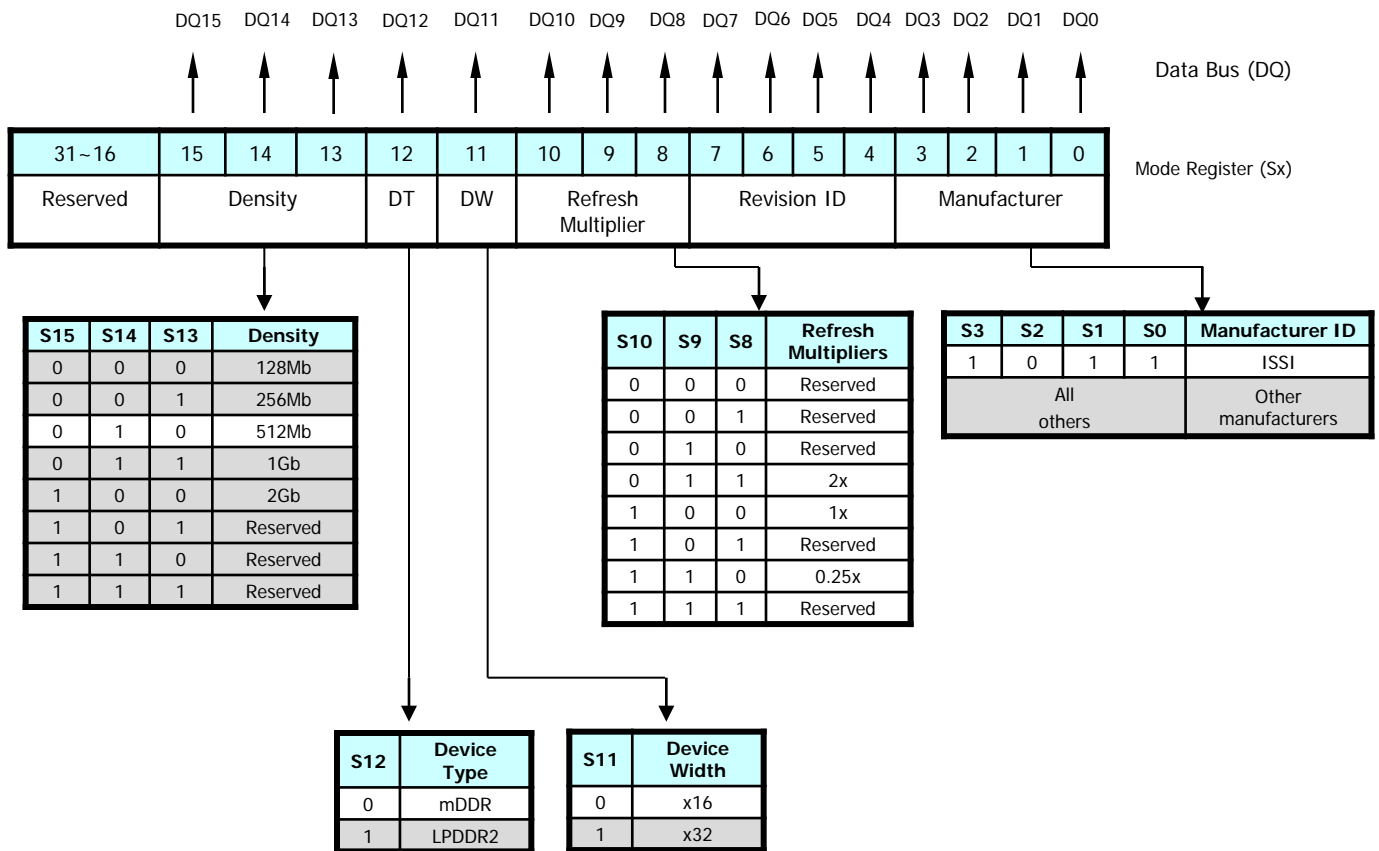 DQ15 DQ14 DQ13 DQ12 DQ11 DQ10 DQ9 DQ8 DQ7 DQ6 DQ5 DQ4 DQ3 DQ2 DQ1 DQ0
Data Bus (DQ)
31~16 15 14 13 12 11 10 9 8 7 6 5 4 3 2 1 0
Mode Register (Sx)
Reserved Density DT DW Refresh Revision ID Manufacturer
Multiplier
S15 S14 S13 Density
0 0 0 128Mb
0 0 1 256Mb
0 1 0 512Mb
0 1 1 1Gb
1 0 0 2Gb
1 0 1 Reserved
1 1 0 Reserved
1 1 1 Reserved
S10 S9 S8 Refresh
Multipliers
0 0 0 Reserved
0 0 1 Reserved
0 1 0 Reserved
0 1 1 2x
1 0 0 1x
1 0 1 Reserved
1 1 0 0.25x
1 1 1 Reserved
S3 S2 S1 S0 Manufacturer ID
1 0 1 1 ISSI
All Other
others manufacturers
S12 Device
Type
0 mDDR
1 LPDDR2
S11 Device
Width
0 x16
1 x32